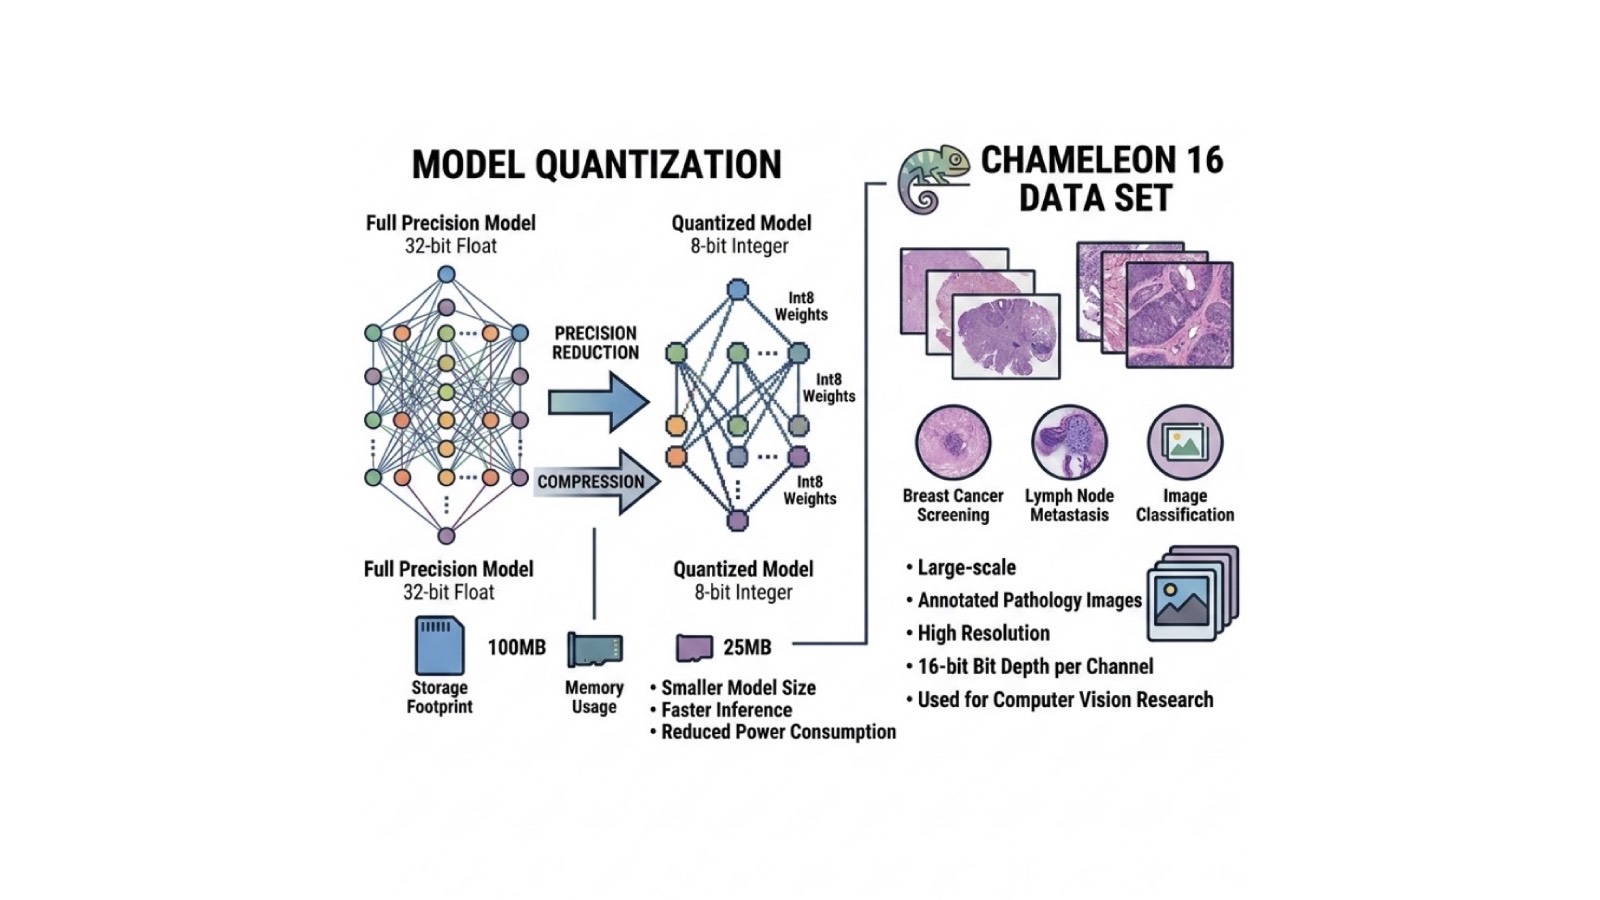 MODEL QUANTIZATION
Full Precision Model
32-bit Float
Quantized Model
8-bit Integer
Int8
Weights
PRECISION
REDUCTION
Int8
Weights
COMPRESSION
Int8
Weights
Full Precision Model
32-bit Float
Quantized Model
8-bit Integer
100MB
25MB
Storage
Footprint
Memory
Usage
• Smaller Model Size
• Faster Inference
• Reduced Power Consumption
CHAMELEON 16
DATA SET
Breast Cancer
Screening
Lymph Node
Metastasis
Image
Classification
• Large-scale
• Annotated Pathology Images
• High Resolution
• 16-bit Bit Depth per Channel
• Used for Computer Vision Research